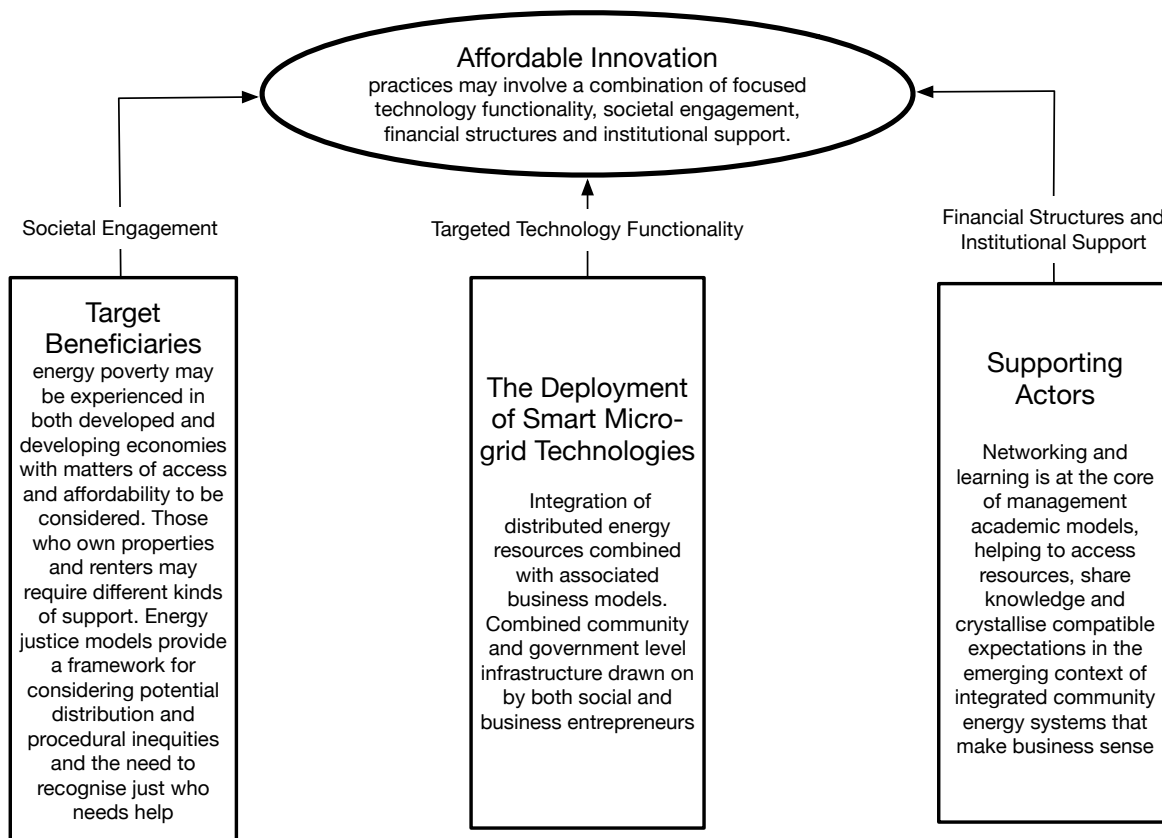 Affordable Innovation
practices may involve a combination of focused
technology functionality, societal engagement,
financial structures and institutional support.
Societal Engagement
Targeted Technology Functionality
Financial Structures and
Institutional Support
Target
Beneficiaries
energy poverty may
be experienced in
both developed and
developing economies
with matters of access
and affordability to be
considered. Those
who own properties
and renters may
require different kinds
of support. Energy
justice models provide
a framework for
considering potential
distribution and
procedural inequities
and the need to
recognise just who
needs help
The Deployment
of Smart Micro-
grid Technologies
Integration of
distributed energy
resources combined
with associated
business models.
Combined community
and government level
infrastructure drawn on
by both social and
business entrepreneurs
Supporting
Actors
Networking and
learning is at the core
of management
academic models,
helping to access
resources, share
knowledge and
crystallise compatible
expectations in the
emerging context of
integrated community
energy systems that
make business sense